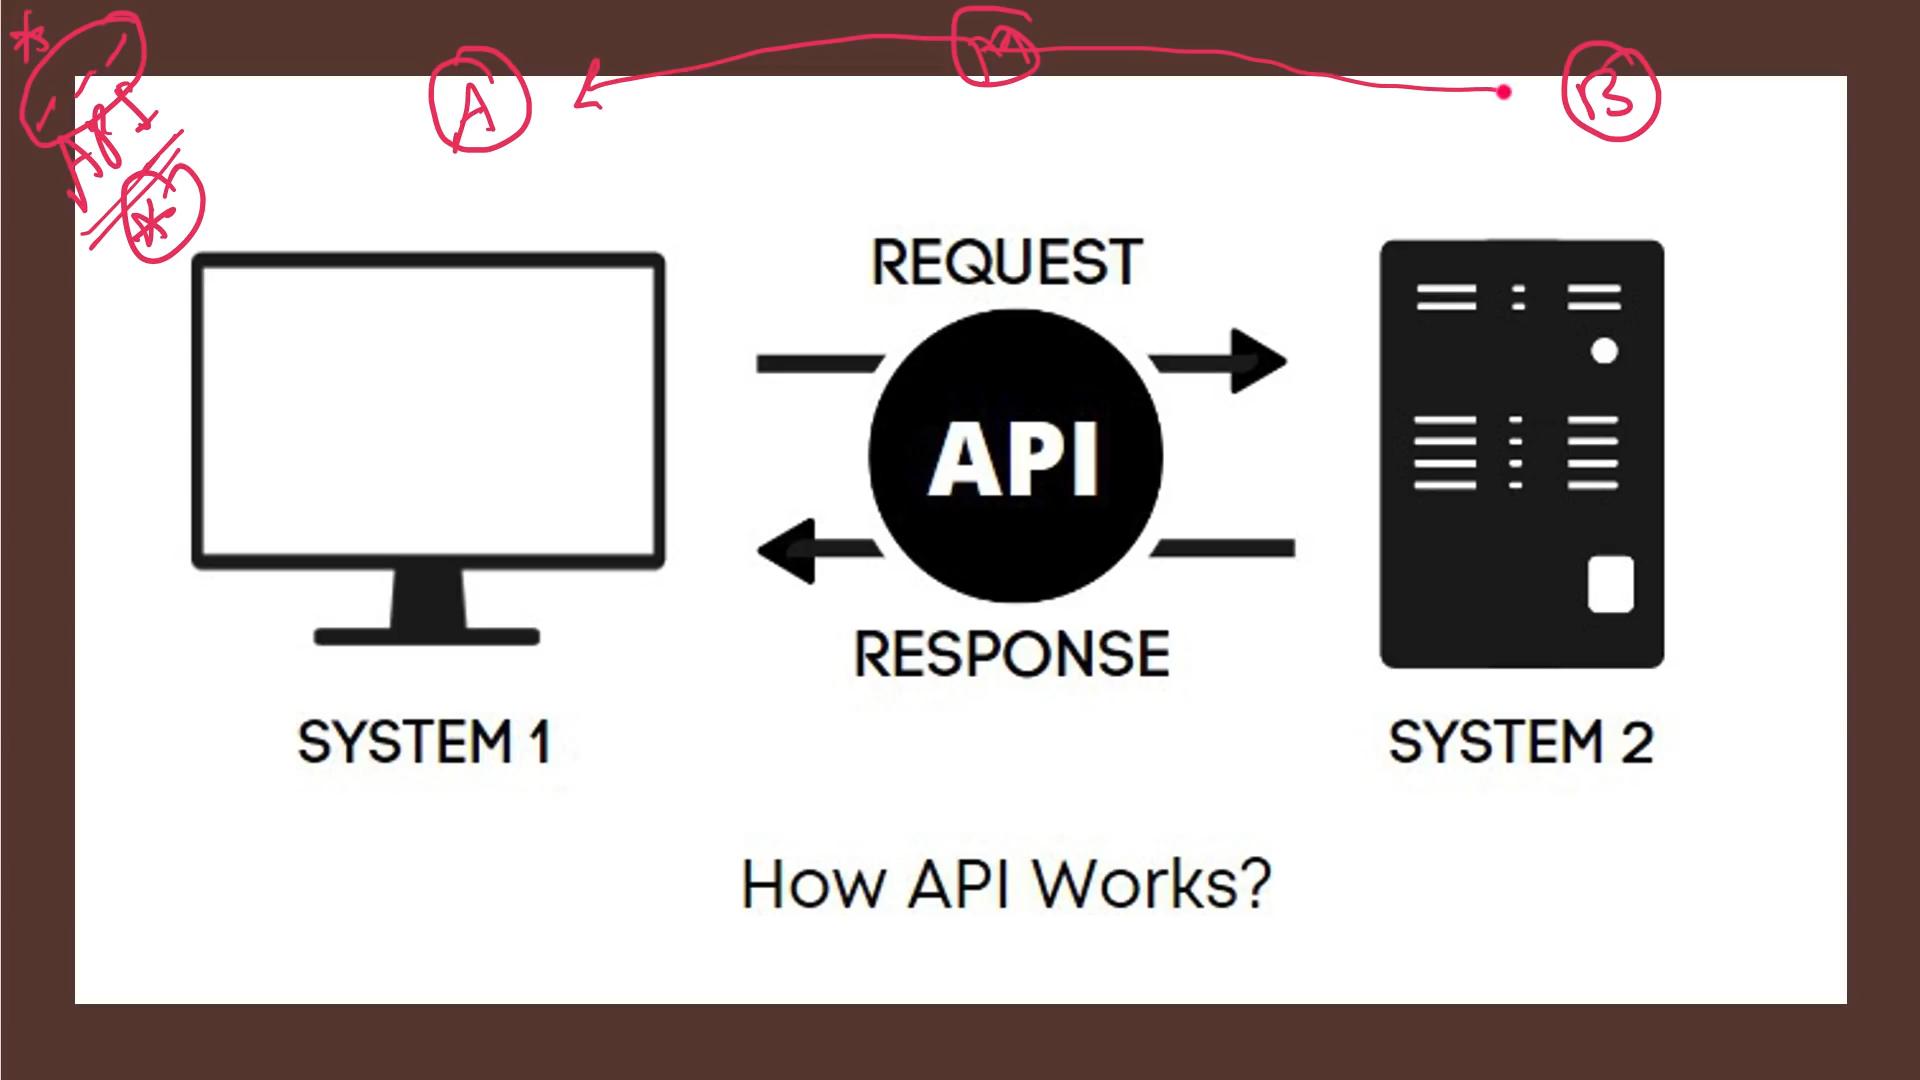 API
A
M
B
REQUEST
API
RESPONSE
SYSTEM 1
SYSTEM 2
How API Works?